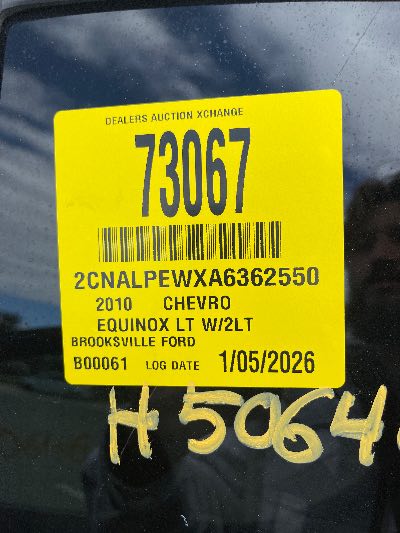 DEALERS AUCTION XCHANGE
73067
2CNALPEWXA6362550
2010 CHEVRO
EQUINOX LT W/2LT
BROOKSVILLE FORD
B00061 LOG DATE 1/05/2026
H 5064